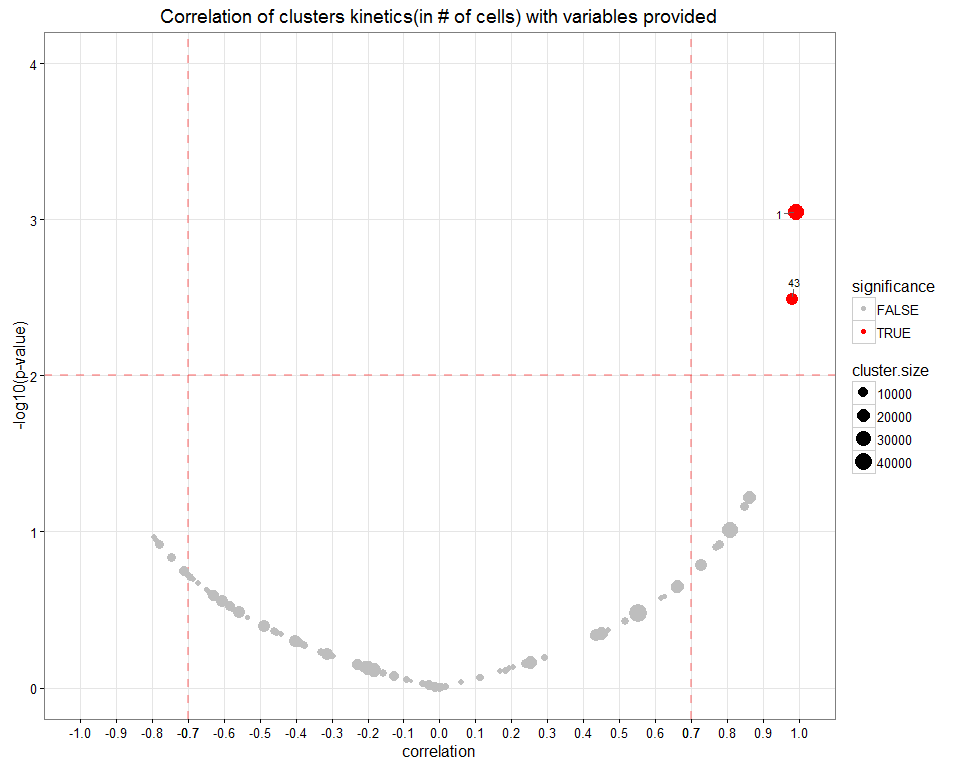 Correlation of clusters kinetics(in # of cells) with variables provided
-log10(p-value)
4
3
2
1
0
1
43
-1.0 -0.9 -0.8 -0.7 -0.6 -0.5 -0.4 -0.3 -0.2 -0.1 0.0 0.1 0.2 0.3 0.4 0.5 0.6 0.7 0.8 0.9 1.0
correlation
significance
FALSE
TRUE
cluster.size
10000
20000
30000
40000